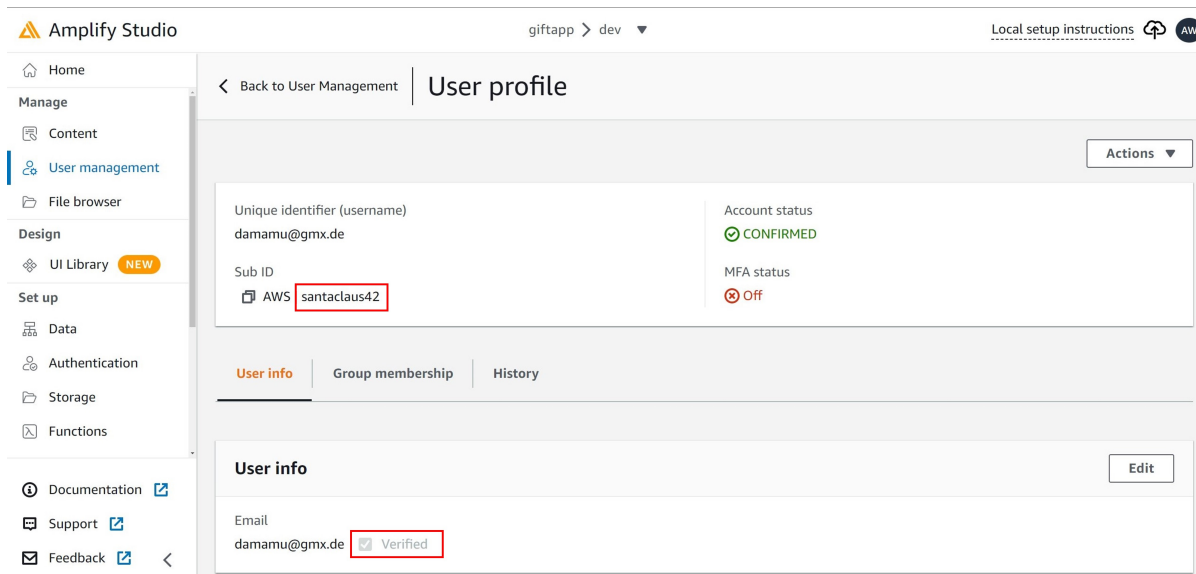 Amplify Studio
giftapp > dev
Local setup instructions
AW
Home
Manage
Content
User management
File browser
Design
UI Library NEW
Set up
Data
Authentication
Storage
Functions
Documentation
Support
Feedback
Back to User Management
User profile
Actions
Unique identifier (username)
damamu@gmx.de
Sub ID
AWS santaclaus42
Account status
CONFIRMED
MFA status
Off
User info
Group membership
History
User info
Edit
Email
damamu@gmx.de Verified